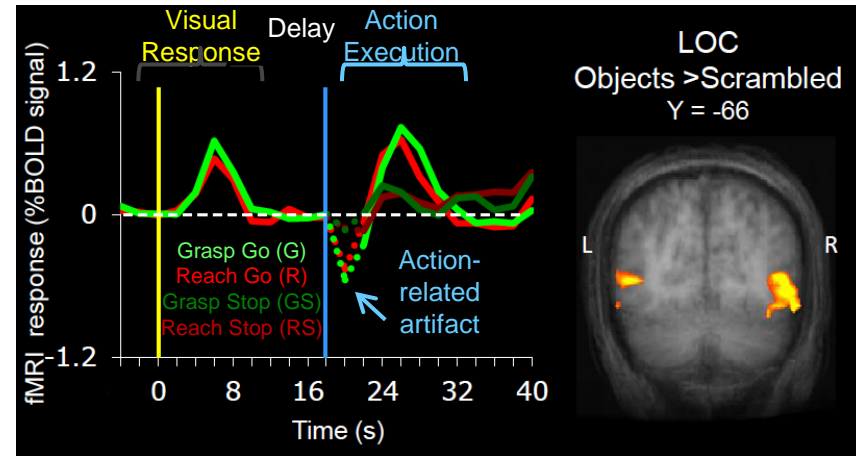 Visual
Response
Delay
Action
Execution
fMRI response (%BOLD signal)
1.2
0
-1.2
Grasp Go (G)
Reach Go (R)
Grasp Stop (GS)
Reach Stop (RS)
Action-
related
artifact
0 8 16 24 32 40
Time (s)
LOC
Objects >Scrambled
Y = -66
L
R